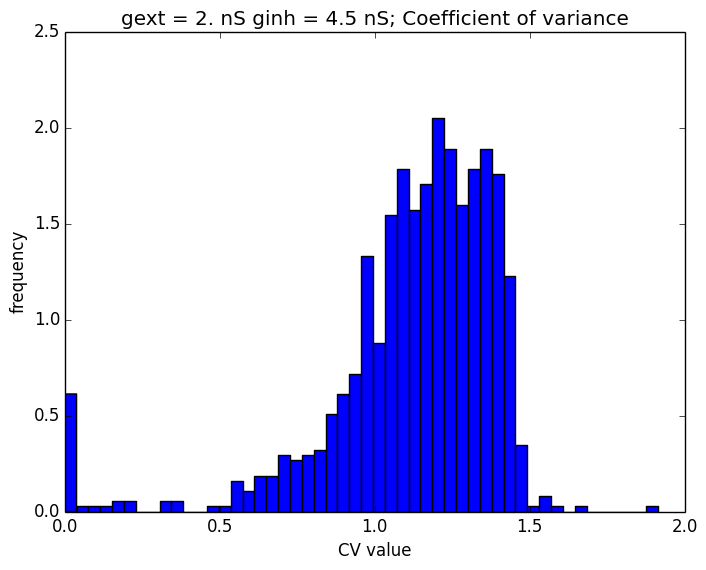 gext = 2. nS ginh = 4.5 nS; Coefficient of variance
2.5
2.0
1.5
1.0
0.5
0.0
frequency
0.0 0.5 1.0 1.5 2.0
CV value